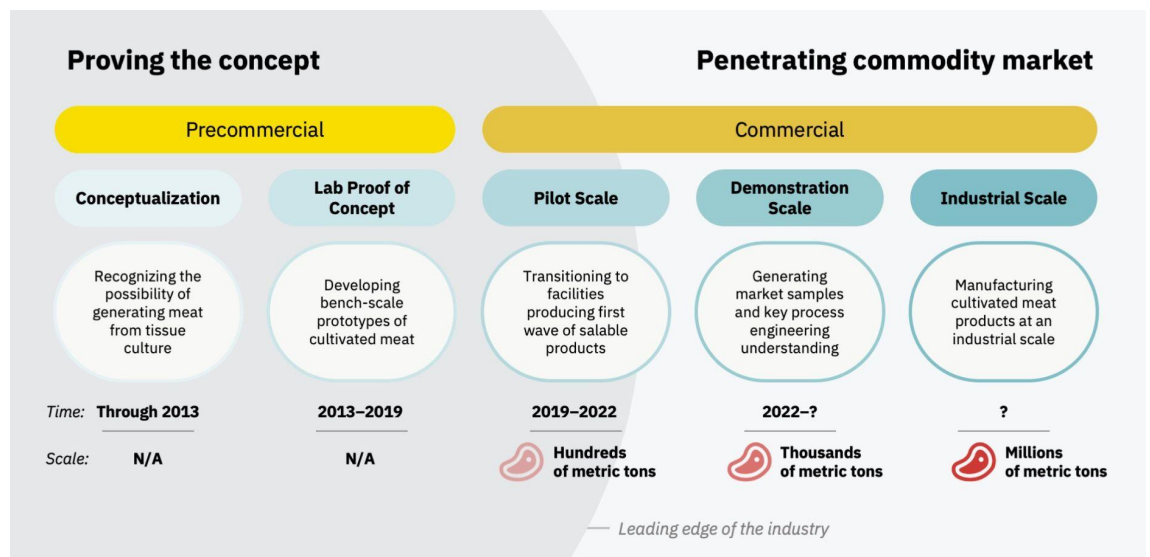 Proving the concept
Penetrating commodity market
Precommercial
Commercial
Conceptualization
Lab Proof of
Concept
Pilot Scale
Demonstration
Scale
Industrial Scale
Recognizing the
possibility of
generating meat
from tissue
culture
Developing
bench-scale
prototypes of
cultivated meat
Transitioning to
facilities
producing first
wave of salable
products
Generating
market samples
and key process
engineering
understanding
Manufacturing
cultivated meat
products at an
industrial scale
Time: Through 2013
2013–2019
2019–2022
2022–?
?
Scale: N/A
N/A
Hundreds
of metric tons
Thousands
of metric tons
Millions
of metric tons
Leading edge of the industry